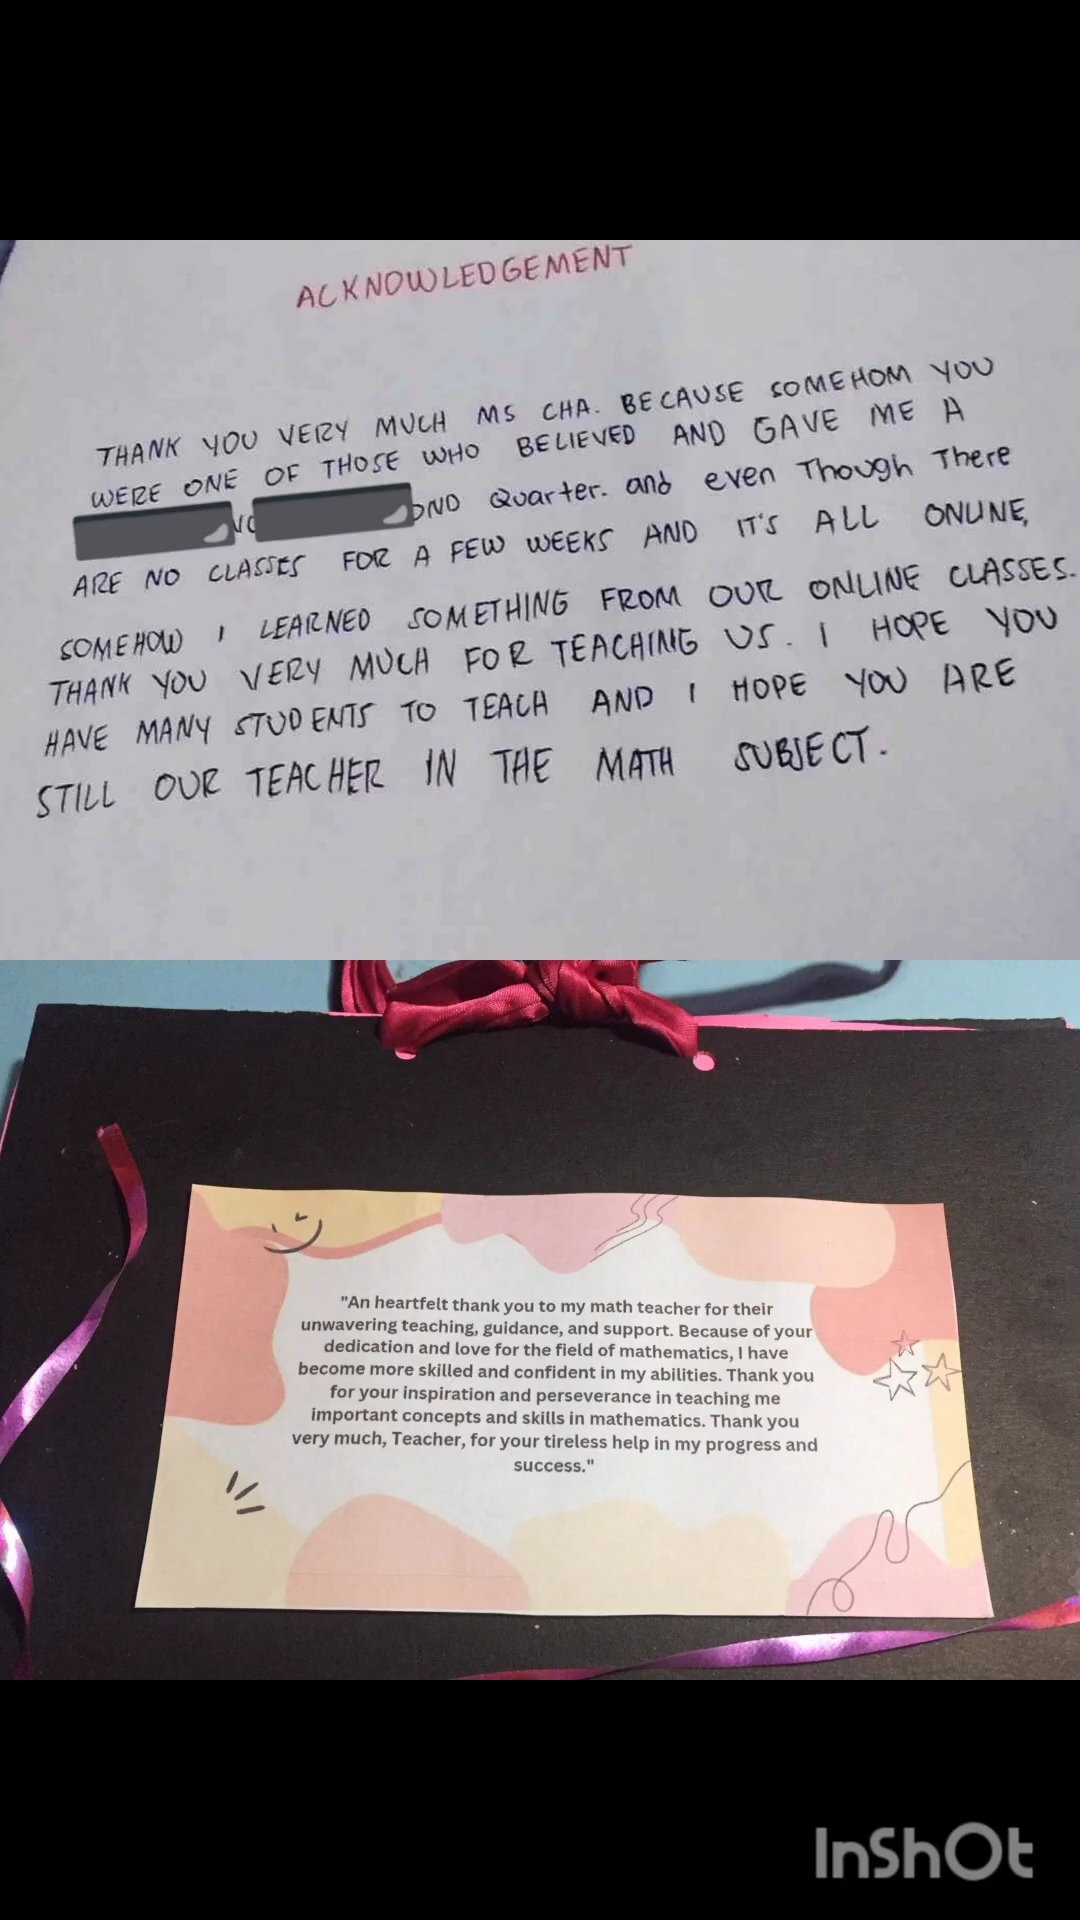 ACKNOWLEDGEMENT
THANK YOU VERY MUCH MS CHA. BECAUSE SOMEHOM YOU
WERE ONE OF THOSE WHO BELIEVED AND GAVE ME A
OND Quarter. and even Though There
ARE NO CLASSES FOR A FEW WEEKS AND IT'S ALL ONLINE,
SOMEHOW I LEARNED SOMETHING FROM OUR ONLINE CLASSES.
THANK YOU VERY MUCH FOR TEACHING US. I HOPE YOU
HAVE MANY STUDENTS TO TEACH AND I HOPE YOU ARE
STILL OUR TEACHER IN THE MATH SUBJECT.
"An heartfelt thank you to my math teacher for their
unwavering teaching, guidance, and support. Because of your
dedication and love for the field of mathematics, I have
become more skilled and confident in my abilities. Thank you
for your inspiration and perseverance in teaching me
important concepts and skills in mathematics. Thank you
very much, Teacher, for your tireless help in my progress and
success."
InShOt